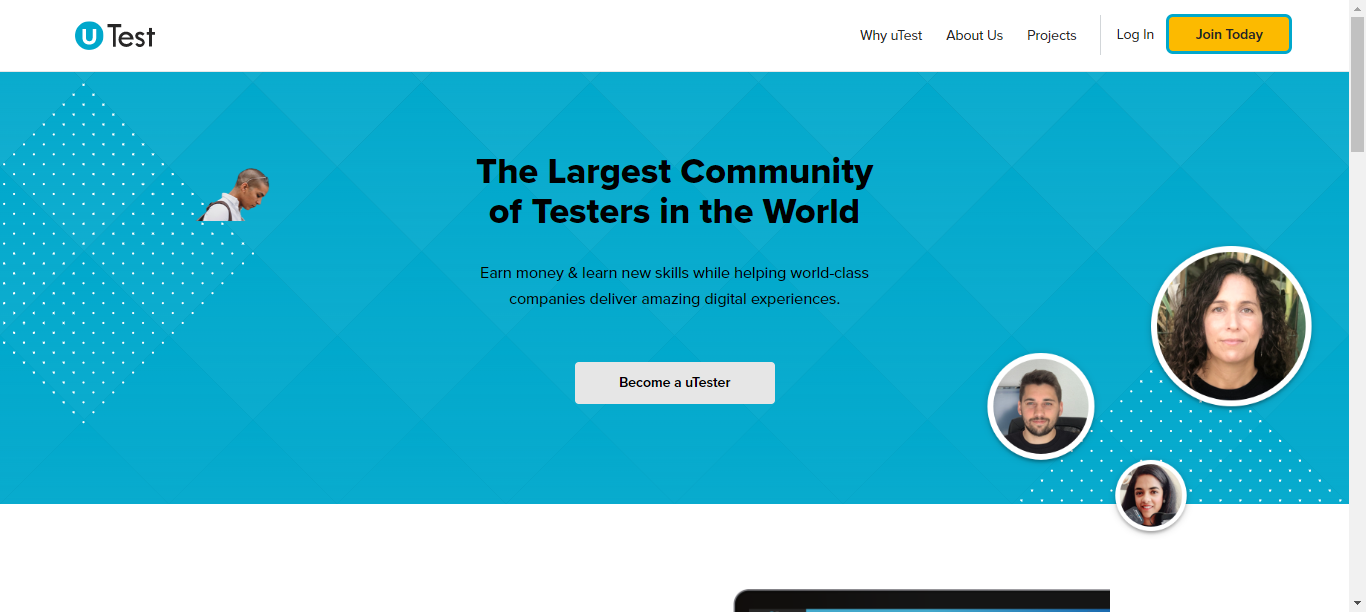 uTest
Why uTest
About Us
Projects
Log In
Join Today
The Largest Community
of Testers in the World
Earn money & learn new skills while helping world-class
companies deliver amazing digital experiences.
Become a uTester